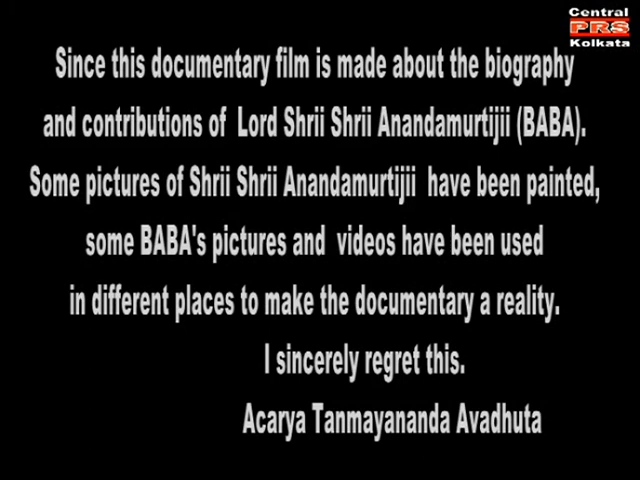 Central
PRS
Kolkata
Since this documentary film is made about the biography
and contributions of Lord Shrii Shrii Anandamurtijii (BABA).
Some pictures of Shrii Shrii Anandamurtijii have been painted,
some BABA's pictures and videos have been used
in different places to make the documentary a reality.
I sincerely regret this.
Acarya Tanmayananda Avadhuta